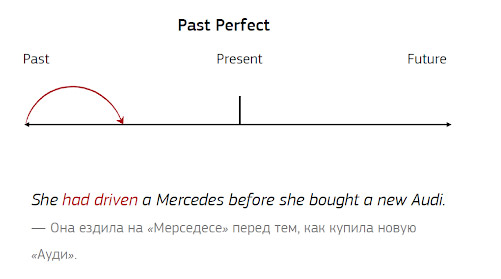 Past Perfect
Past Present Future
She had driven a Mercedes before she bought a new Audi.
— Она ездила на «Мерседесе» перед тем, как купила новую
«Ауди».